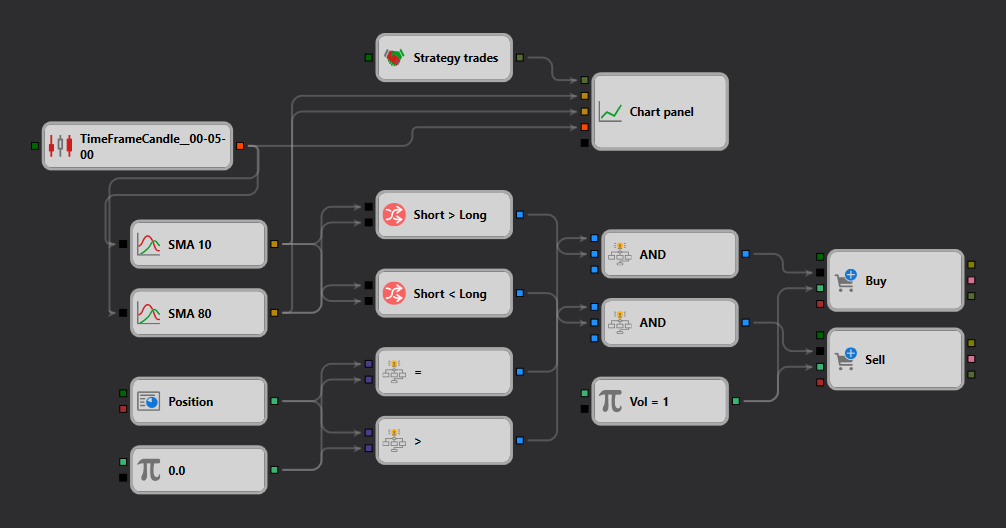 Strategy trades
Chart panel
TimeFrameCandle__00-05-
00
Short > Long
SMA 10
AND
Buy
Short < Long
SMA 80
AND
Sell
=
Position
Vol = 1
>
0.0